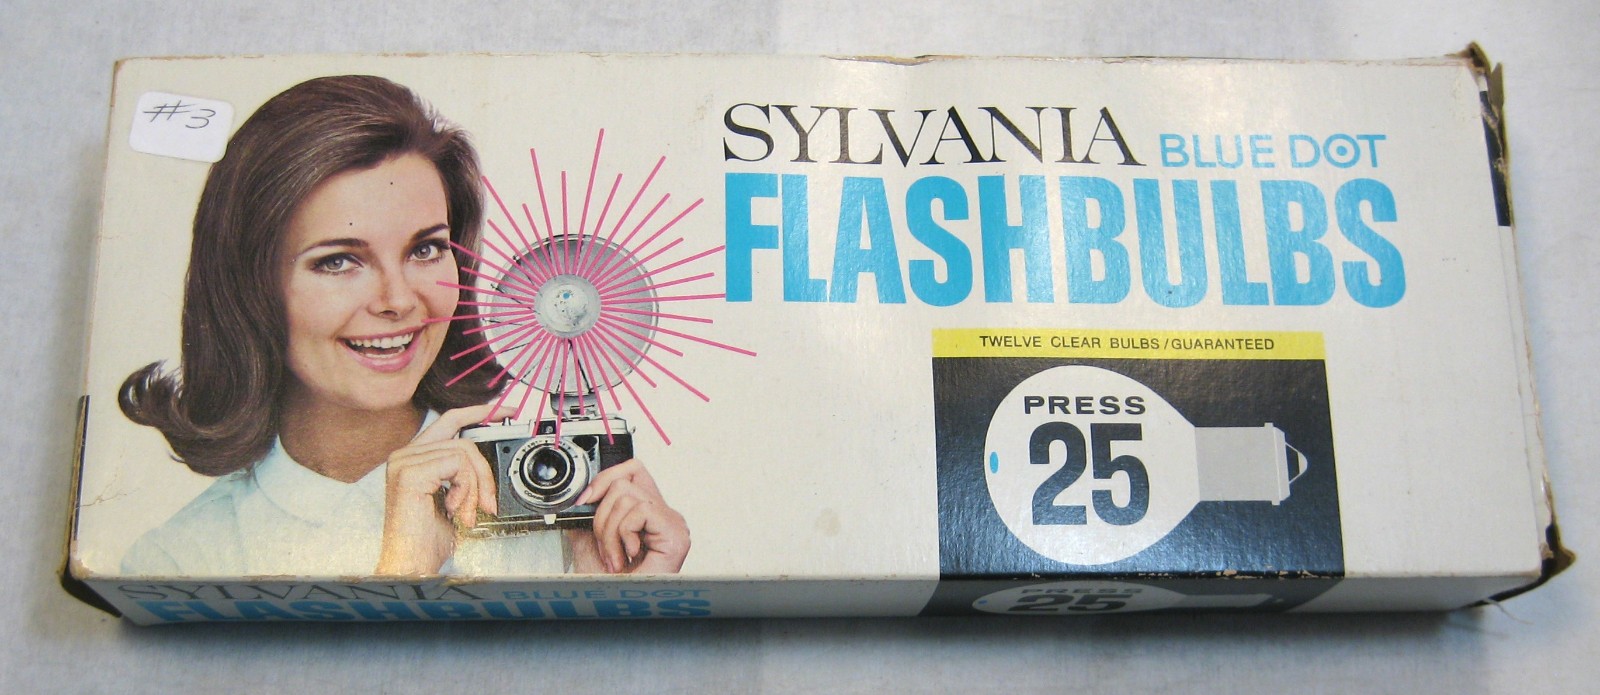 #3
SYLVANIA BLUE DOT
FLASHBULBS
TWELVE CLEAR BULBS/GUARANTEED
PRESS
25
SYLVANIA BLUE DOT
FLASHBULBS
PRESS
25